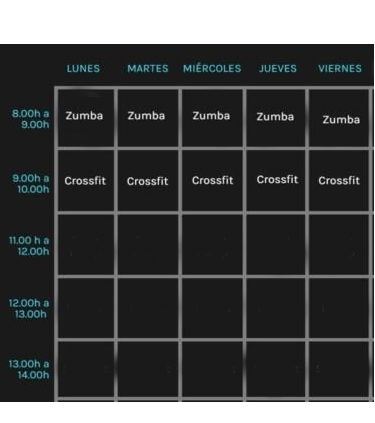 LUNES MARTES MIÉRCOLES JUEVES VIERNES
8.00h a Zumba Zumba Zumba Zumba Zumba
9.00h
9.00h a Crossfit Crossfit Crossfit Crossfit Crossfit
10.00h
11.00 h a
12.00h
12.00h a
13.00h
13.00h a
14.00h